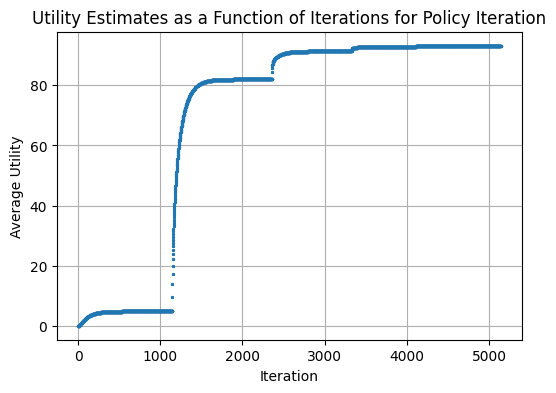 Utility Estimates as a Function of Iterations for Policy Iteration
Average Utility
80
60
40
20
0
0 1000 2000 3000 4000 5000
Iteration